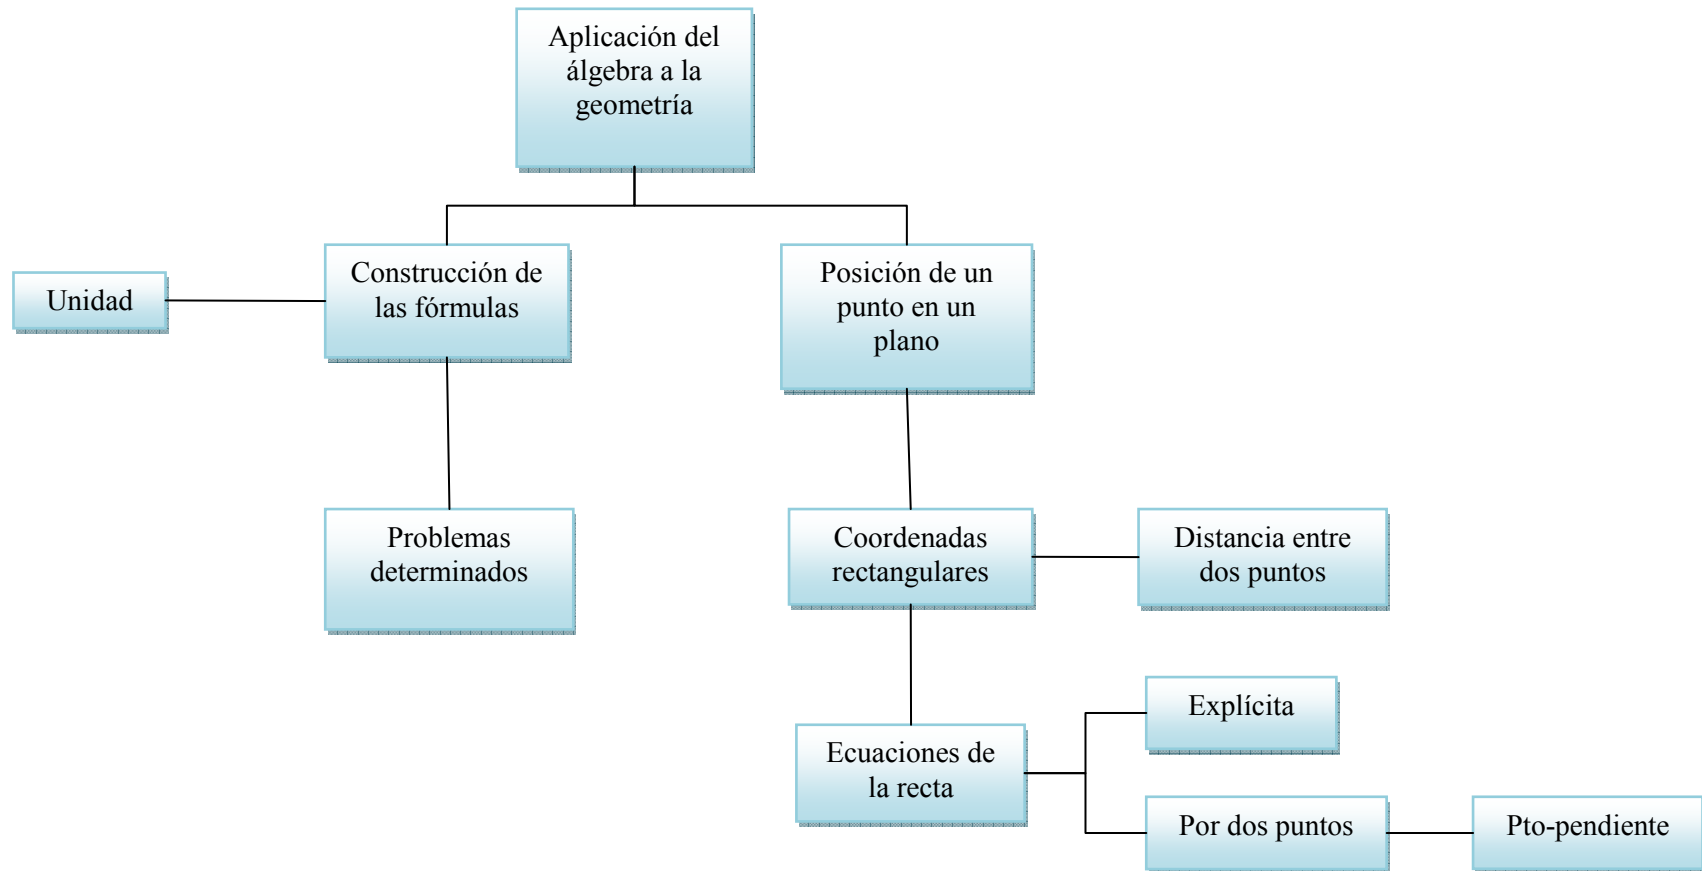 Aplicación del
álgebra a la
geometría
Unidad
Construcción de
las fórmulas
Posición de un
punto en un
plano
Problemas
determinados
Coordenadas
rectangulares
Distancia entre
dos puntos
Ecuaciones de
la recta
Explícita
Por dos puntos
Pto-pendiente